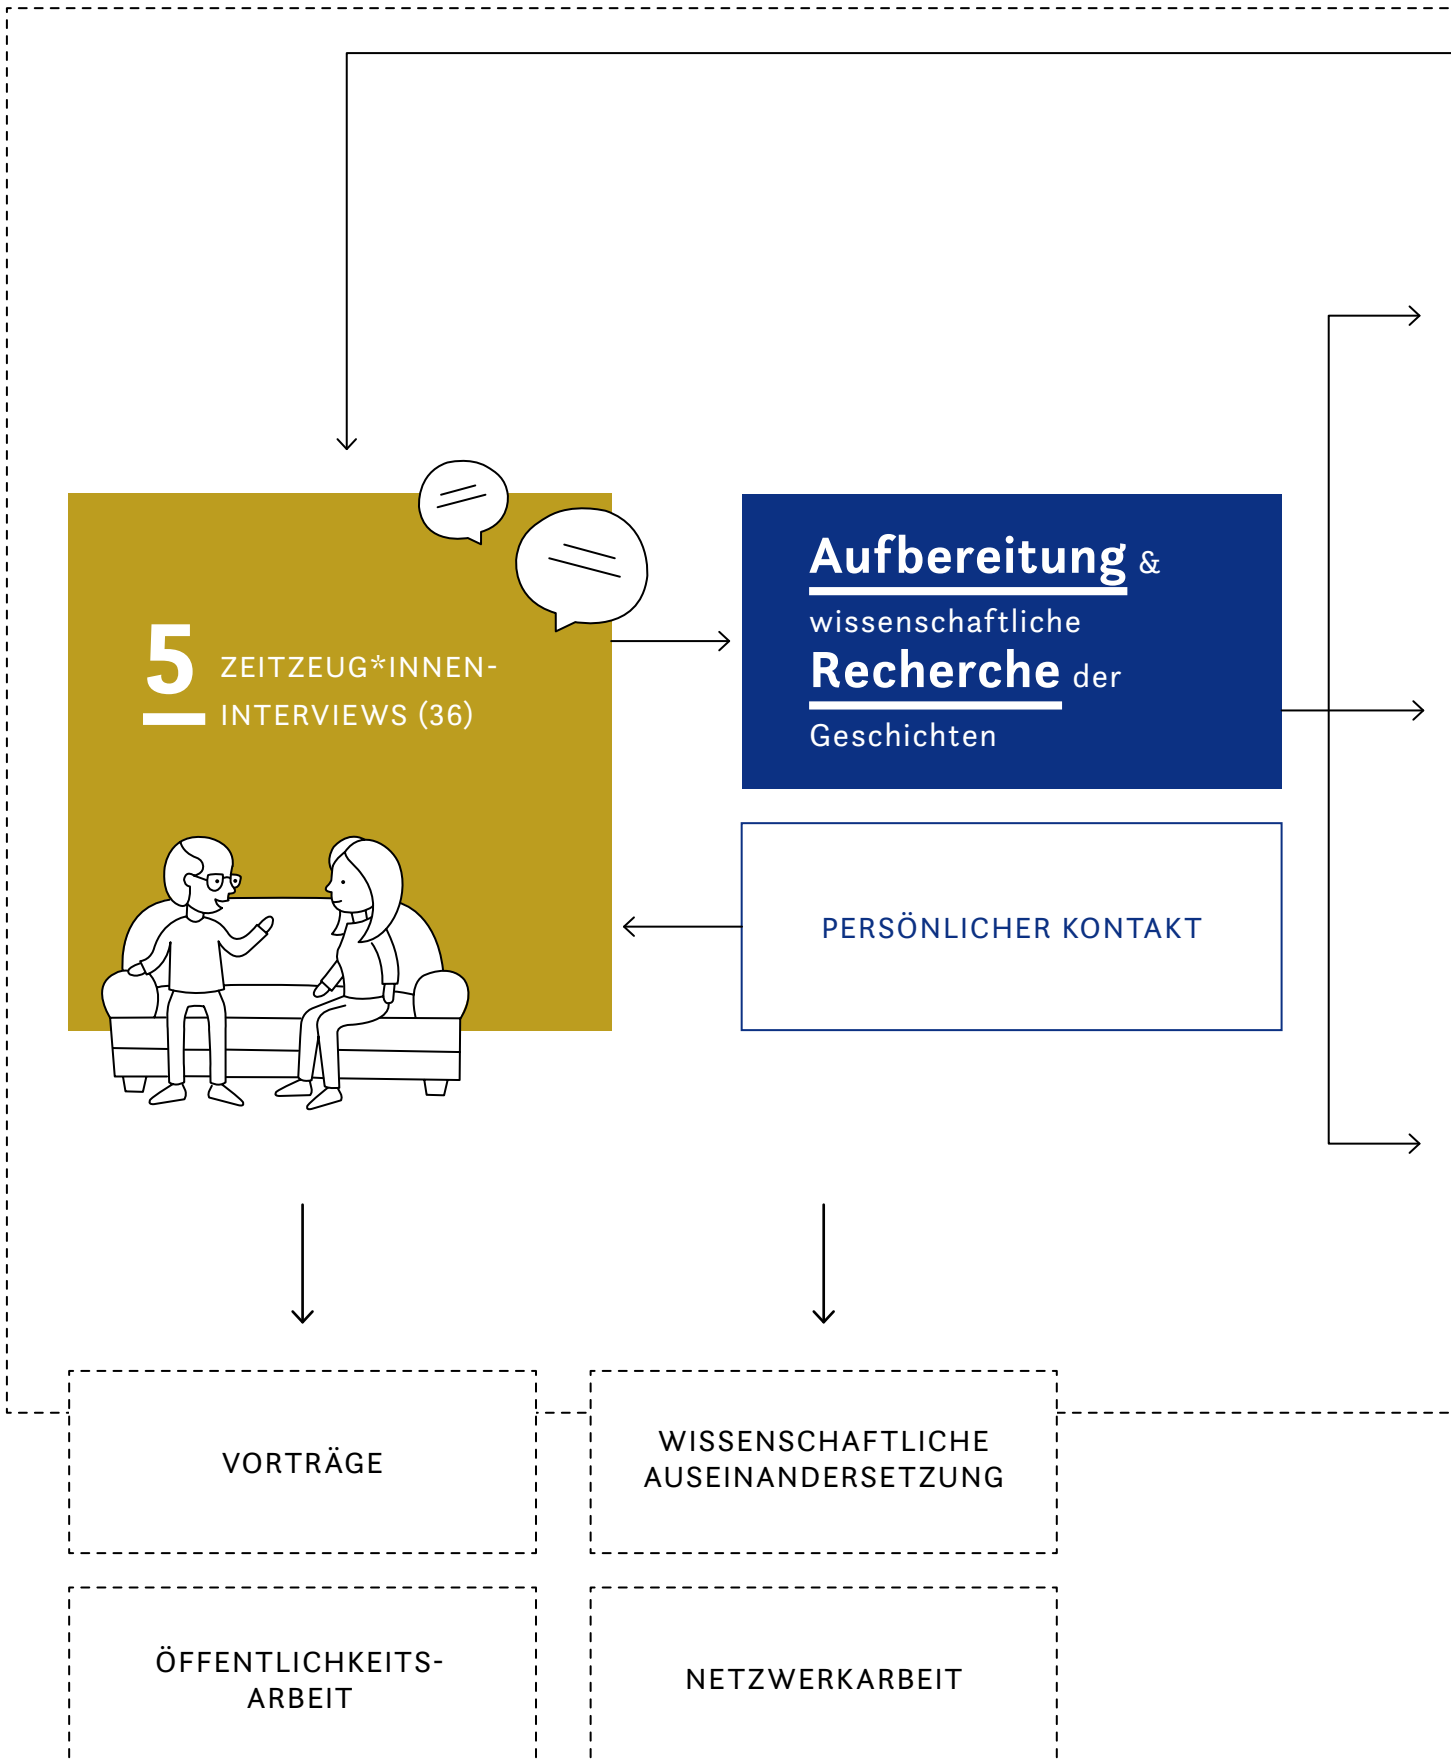 5 ZEITZEUG*INNEN-
INTERVIEWS (36)
Aufbereitung &
wissenschaftliche
Recherche der
Geschichten
PERSÖNLICHER KONTAKT
VORTRÄGE
WISSENSCHAFTLICHE
AUSEINANDERSETZUNG
ÖFFENTLICHKEITS-
ARBEIT
NETZWERKARBEIT